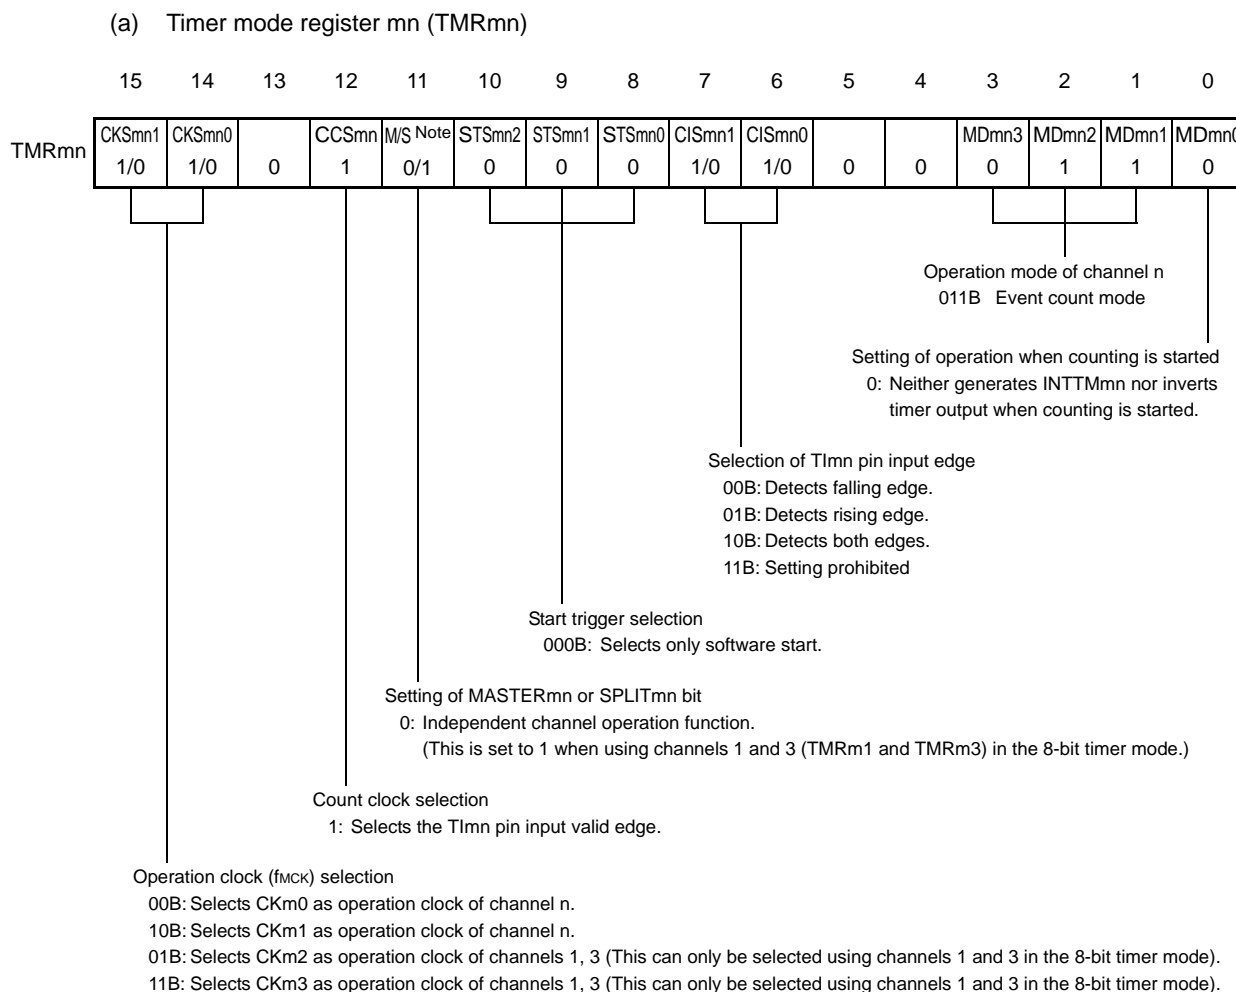 (a) Timer mode register mn (TMRmn)
15 14 13 12 11 10 9 8 7 6 5 4 3 2 1 0
TMRmn CKSmn1 CKSmn0 CCSmn M/S Note STSmn2 STSmn1 STSmn0 CISmn1 CISmn0 MDmn3 MDmn2 MDmn1 MDmn0
1/0 1/0 0 1 0/1 0 0 0 1/0 1/0 0 0 0 1 1 0
Operation mode of channel n
011B Event count mode
Setting of operation when counting is started
0: Neither generates INTTMmn nor inverts
timer output when counting is started.
Selection of TImn pin input edge
00B: Detects falling edge.
01B: Detects rising edge.
10B: Detects both edges.
11B: Setting prohibited
Start trigger selection
000B: Selects only software start.
Setting of MASTERmn or SPLITmn bit
0: Independent channel operation function.
(This is set to 1 when using channels 1 and 3 (TMRm1 and TMRm3) in the 8-bit timer mode.)
Count clock selection
1: Selects the TImn pin input valid edge.
Operation clock (fMCK) selection
00B: Selects CKm0 as operation clock of channel n.
10B: Selects CKm1 as operation clock of channel n.
01B: Selects CKm2 as operation clock of channels 1, 3 (This can only be selected using channels 1 and 3 in the 8-bit timer mode).
11B: Selects CKm3 as operation clock of channels 1, 3 (This can only be selected using channels 1 and 3 in the 8-bit timer mode).